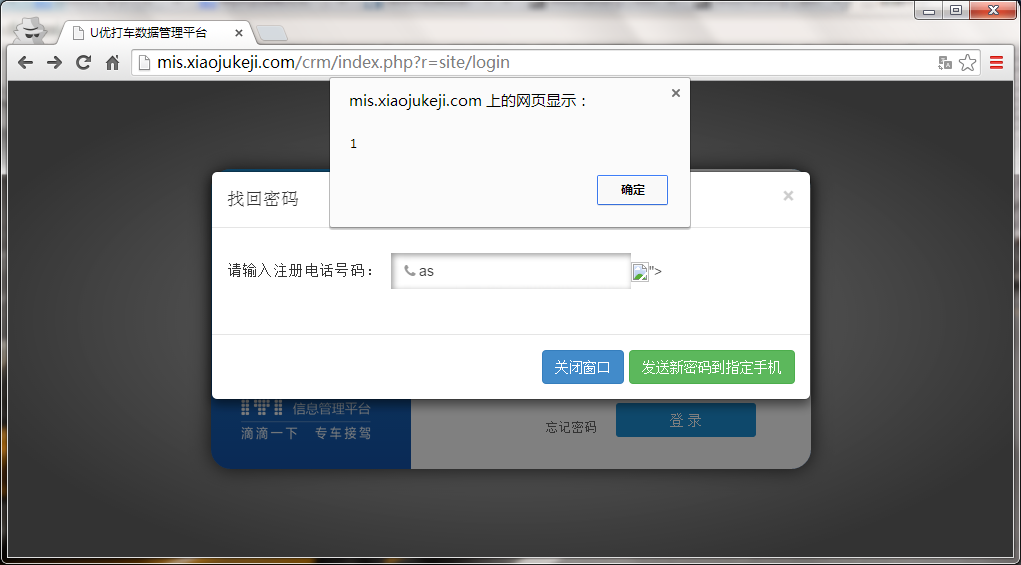 U优打车数据管理平台
mis.xiaojukeji.com/crm/index.php?r=site/login
mis.xiaojukeji.com 上的网页显示：
1
确定
找回密码
请输入注册电话号码： as ">
关闭窗口 发送新密码到指定手机
信息管理平台
滴滴一下 专车接驾
忘记密码 登 录